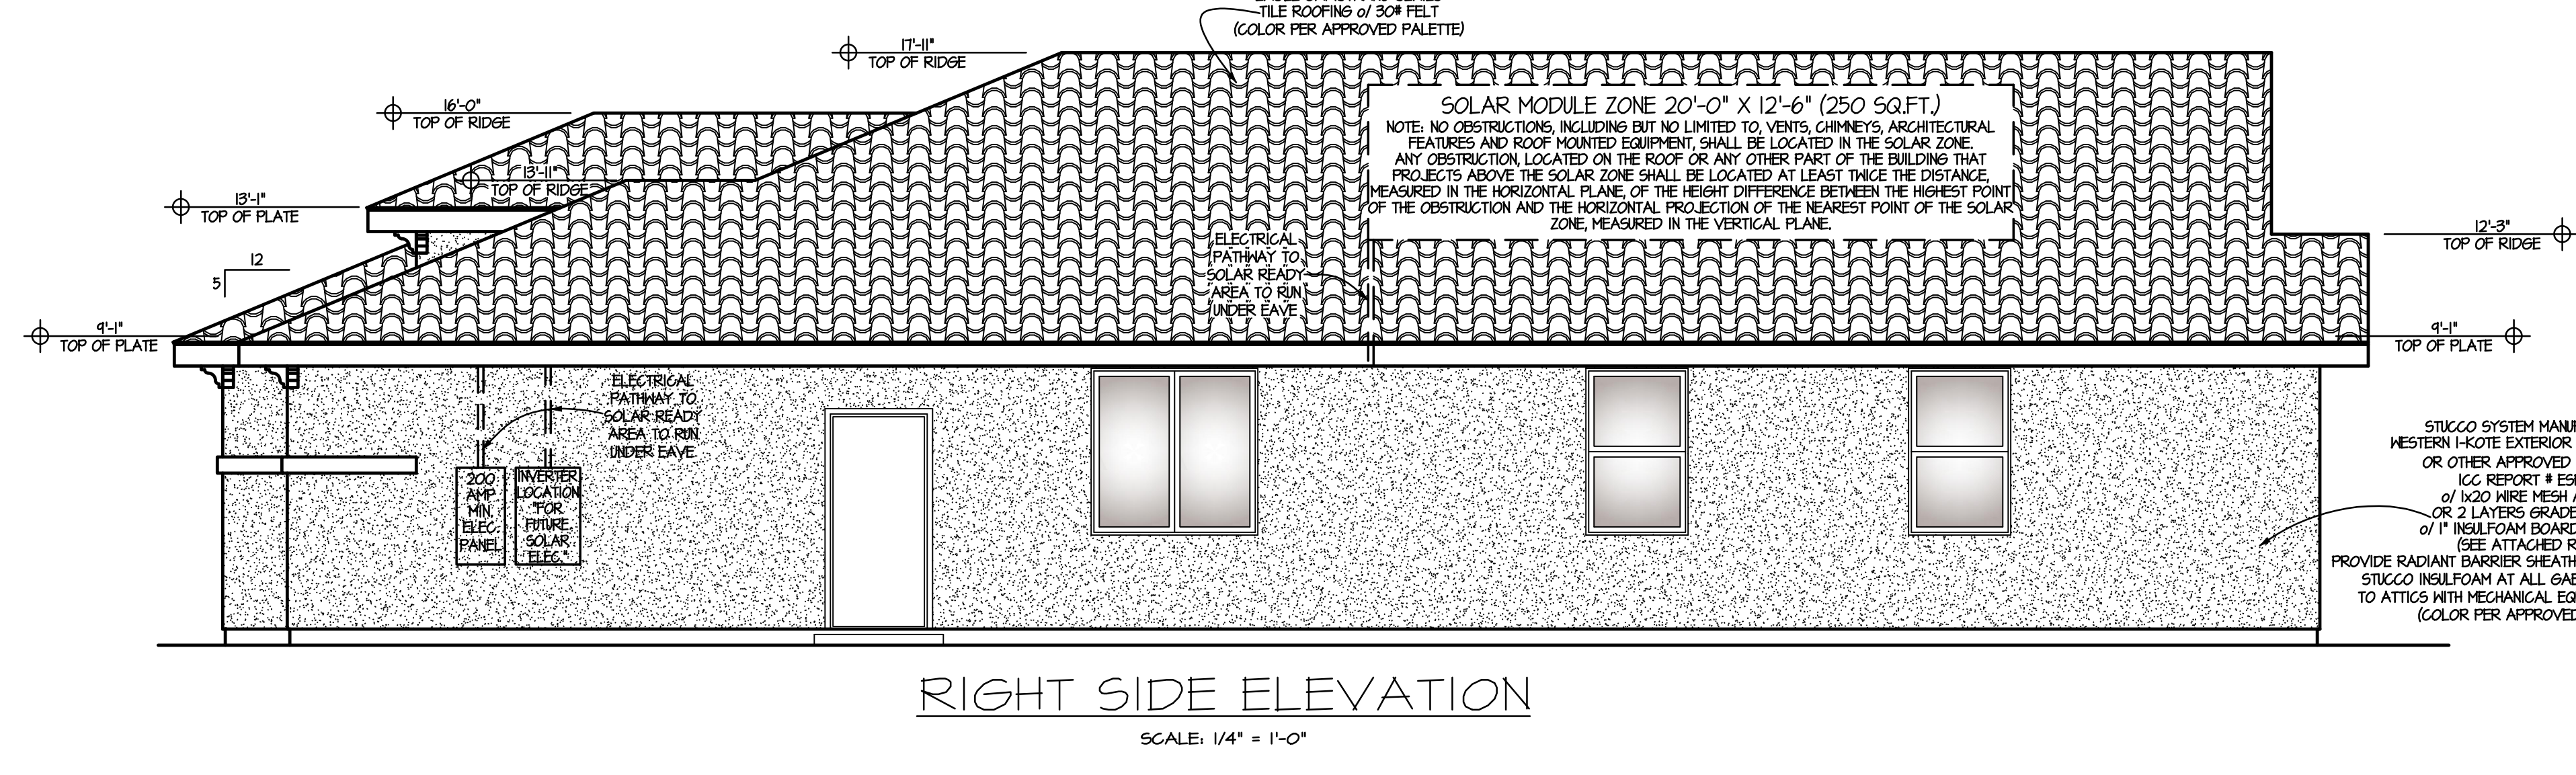 TILE ROOFING o/ 30# FELT
(COLOR PER APPROVED PALETTE)
17'-11"
TOP OF RIDGE
16'-0"
TOP OF RIDGE
13'-11"
TOP OF RIDGE
13'-1"
TOP OF PLATE
12
5
9'-1"
TOP OF PLATE
SOLAR MODULE ZONE 20'-0" X 12'-6" (250 SQ.FT.)
NOTE: NO OBSTRUCTIONS, INCLUDING BUT NO LIMITED TO, VENTS, CHIMNEYS, ARCHITECTURAL
FEATURES AND ROOF MOUNTED EQUIPMENT, SHALL BE LOCATED IN THE SOLAR ZONE.
ANY OBSTRUCTION, LOCATED ON THE ROOF OR ANY OTHER PART OF THE BUILDING THAT
PROJECTS ABOVE THE SOLAR ZONE SHALL BE LOCATED AT LEAST TWICE THE DISTANCE,
MEASURED IN THE HORIZONTAL PLANE, OF THE HEIGHT DIFFERENCE BETWEEN THE HIGHEST POINT
OF THE OBSTRUCTION AND THE HORIZONTAL PROJECTION OF THE NEAREST POINT OF THE SOLAR
ZONE, MEASURED IN THE VERTICAL PLANE.
ELECTRICAL
PATHWAY TO
SOLAR READY
AREA TO RUN
UNDER EAVE
12'-3"
TOP OF RIDGE
9'-1"
TOP OF PLATE
ELECTRICAL
PATHWAY TO
SOLAR READY
AREA TO RUN
UNDER EAVE
200
AMP
MIN.
ELEC.
PANEL
INVERTER
LOCATION
"FOR
FUTURE
SOLAR
ELEC."
STUCCO SYSTEM
WESTERN 1-KOTE EXTERIOR
OR OTHER APPROVED
ICC REPORT #
o/ 1x20 WIRE MESH
OR 2 LAYERS GRADE
o/ 1" INSULFOAM BOARD
(SEE ATTACHED
PROVIDE RADIANT BARRIER
STUCCO INSULFOAM AT ALL
TO ATTICS WITH MECHANICAL
(COLOR PER APPROVED
RIGHT SIDE ELEVATION
SCALE: 1/4" = 1'-0"